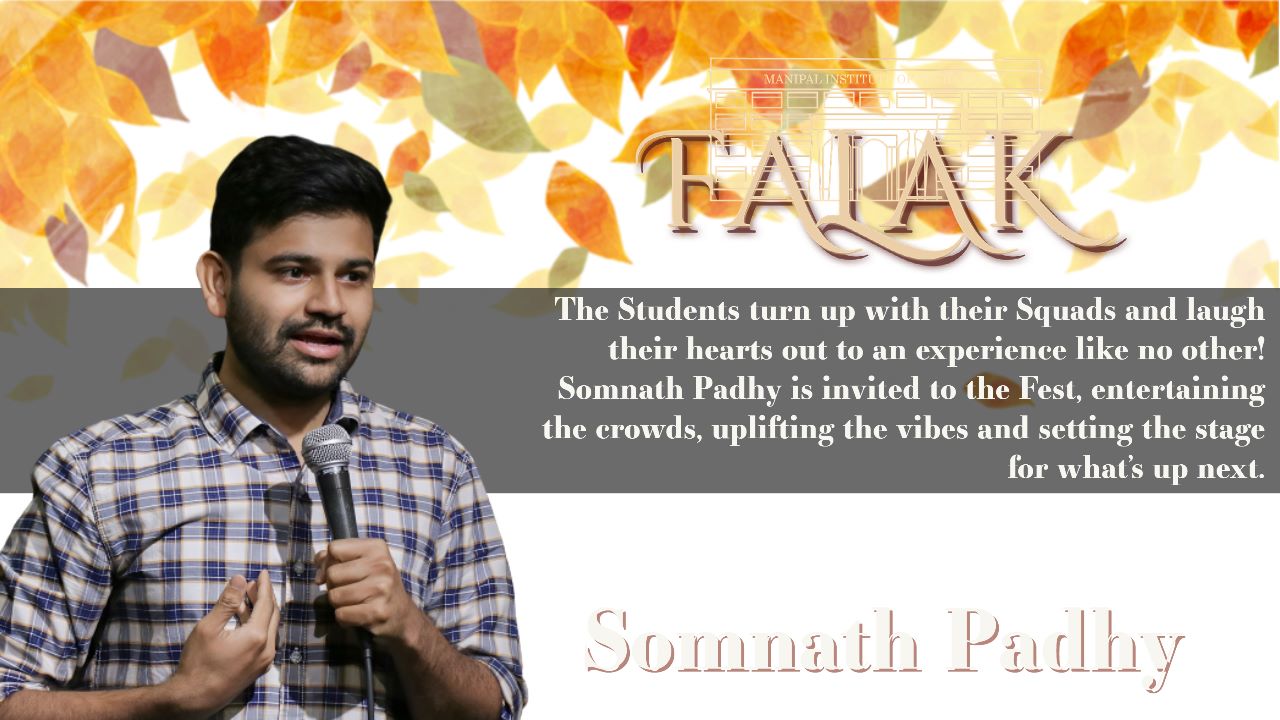 MANIPAL INSTITUTE OF
FALAK
The Students turn up with their Squads and laugh
their hearts out to an experience like no other!
Somnath Padhy is invited to the Fest, entertaining
the crowds, uplifting the vibes and setting the stage
for what's up next.
Somnath Padhy